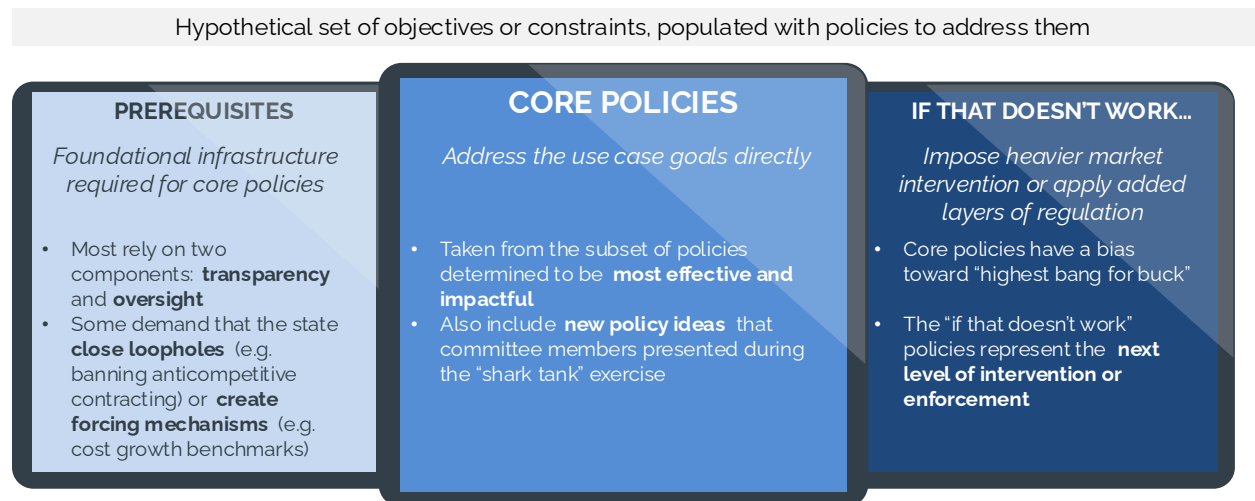 Hypothetical set of objectives or constraints, populated with policies to address them
PREREQUISITES
Foundational infrastructure
required for core policies
• Most rely on two
components: transparency
and oversight
• Some demand that the state
close loopholes (e.g.
banning anticompetitive
contracting) or create
forcing mechanisms (e.g.
cost growth benchmarks)
CORE POLICIES
Address the use case goals directly
• Taken from the subset of policies
determined to be most effective and
impactful
• Also include new policy ideas that
committee members presented during
the “shark tank” exercise
IF THAT DOESN’T WORK…
Impose heavier market
intervention or apply added
layers of regulation
• Core policies have a bias
toward “highest bang for buck”
• The “if that doesn’t work”
policies represent the next
level of intervention or
enforcement